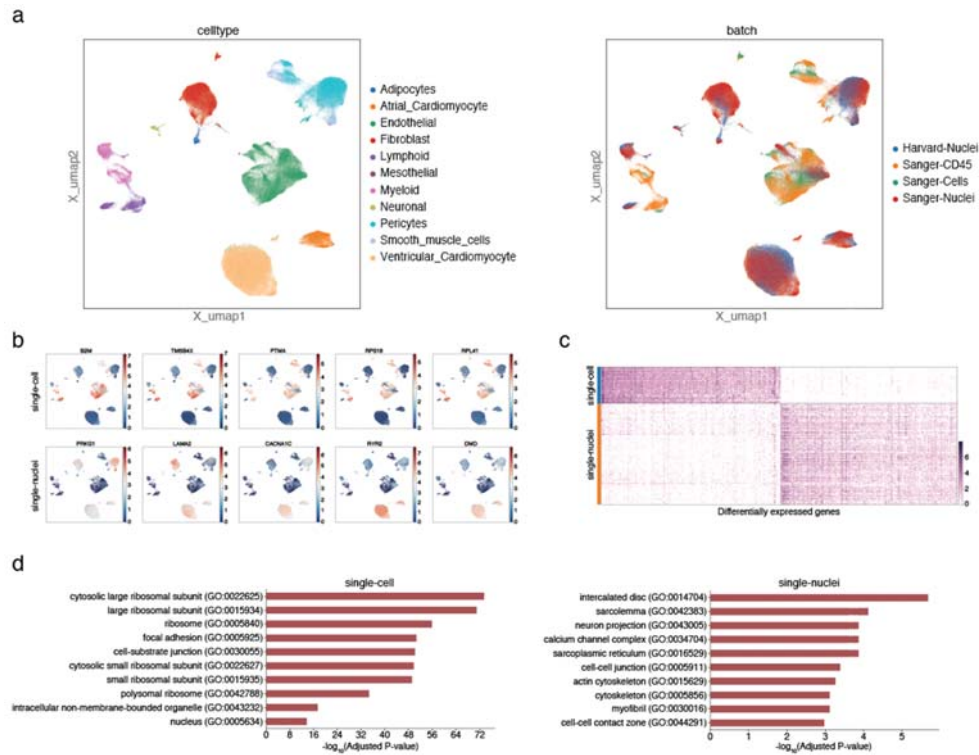 a
celltype
X_umap2
X_umap1
Adipocytes
Atrial_Cardiomyocyte
Endothelial
Fibroblast
Lymphoid
Mesothelial
Myeloid
Neuronal
Pericytes
Smooth_muscle_cells
Ventricular_Cardiomyocyte
batch
X_umap2
X_umap1
Harvard-Nuclei
Sanger-CD45
Sanger-Cells
Sanger-Nuclei
b
single-cell
B2M
TMSB4X
PTMA
RPS18
RPL41
single-nuclei
LAMA2
CACNA1C
RYR2
DMD
c
single-cell
single-nuclei
6
4
2
0
Differentially expressed genes
d
single-cell
cytosolic large ribosomal subunit (GO:0022625)
large ribosomal subunit (GO:0015934)
ribosome (GO:0005840)
focal adhesion (GO:0005925)
cell-substrate junction (GO:0030055)
cytosolic small ribosomal subunit (GO:0022627)
small ribosomal subunit (GO:0015935)
polysomal ribosome (GO:0042788)
intracellular non-membrane-bounded organelle (GO:0043232)
nucleus (GO:0005634)
0 8 16 24 32 40 48 56 64 72
-log10(Adjusted P-value)
single-nuclei
intercalated disc (GO:0014704)
sarcolemma (GO:0042383)
neuron projection (GO:0043005)
calcium channel complex (GO:0034704)
sarcoplasmic reticulum (GO:0016529)
cell-cell junction (GO:0005911)
actin cytoskeleton (GO:0015629)
cytoskeleton (GO:0005856)
myofibril (GO:0030016)
cell-cell contact zone (GO:0044291)
0 1 2 3 4 5
-log10(Adjusted P-value)